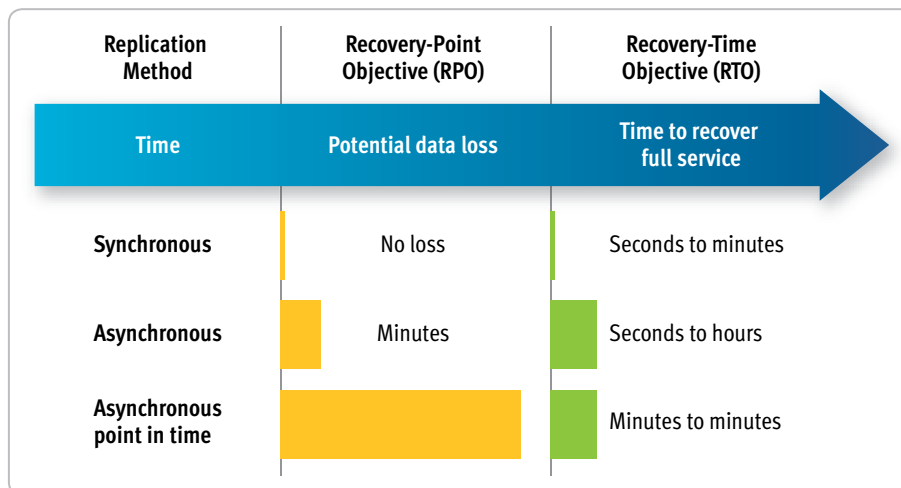 Replication
Method
Recovery-Point
Objective (RPO)
Recovery-Time
Objective (RTO)
Time
Potential data loss
Time to recover
full service
Synchronous
No loss
Seconds to minutes
Asynchronous
Minutes
Seconds to hours
Asynchronous
point in time
Minutes to minutes